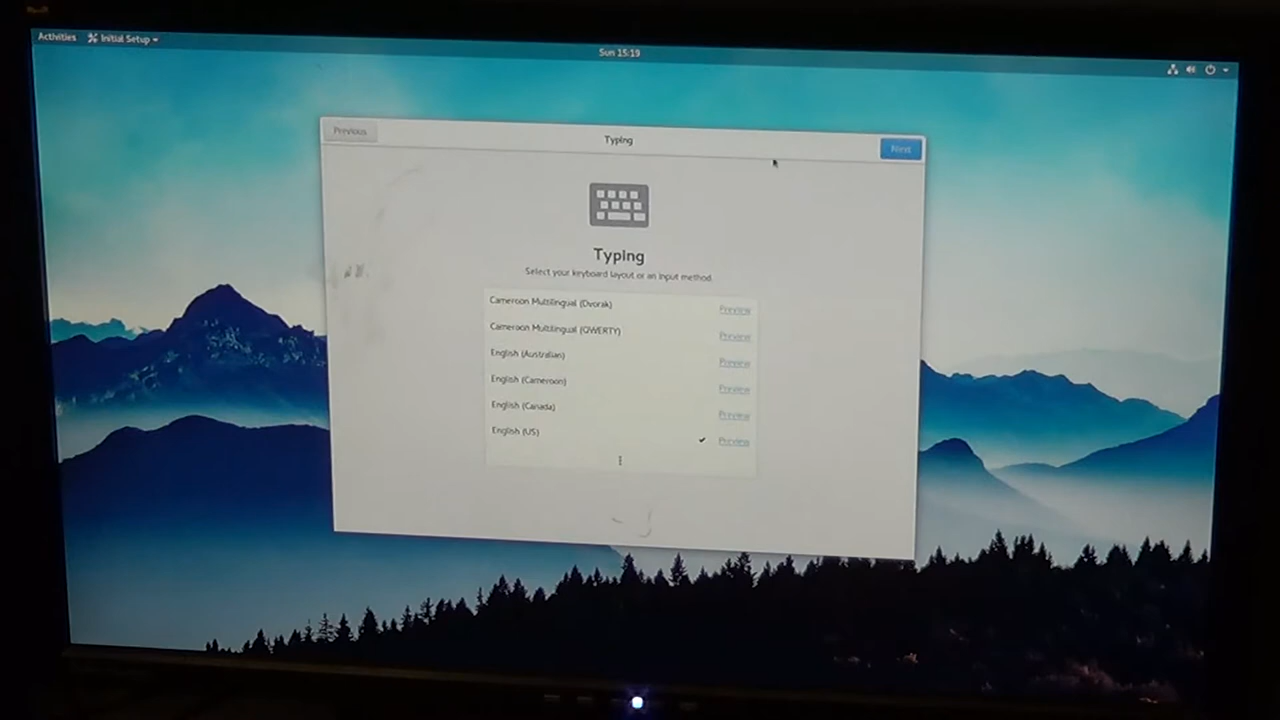 Activities Initial Setup
Sun 15:19
Previous
Typing
Next
Typing
Select your keyboard layout or an input method.
Cameroon Multilingual (Dvorak) Preview
Cameroon Multilingual (QWERTY) Preview
English (Australian) Preview
English (Cameroon) Preview
English (Canada) Preview
English (US) Preview